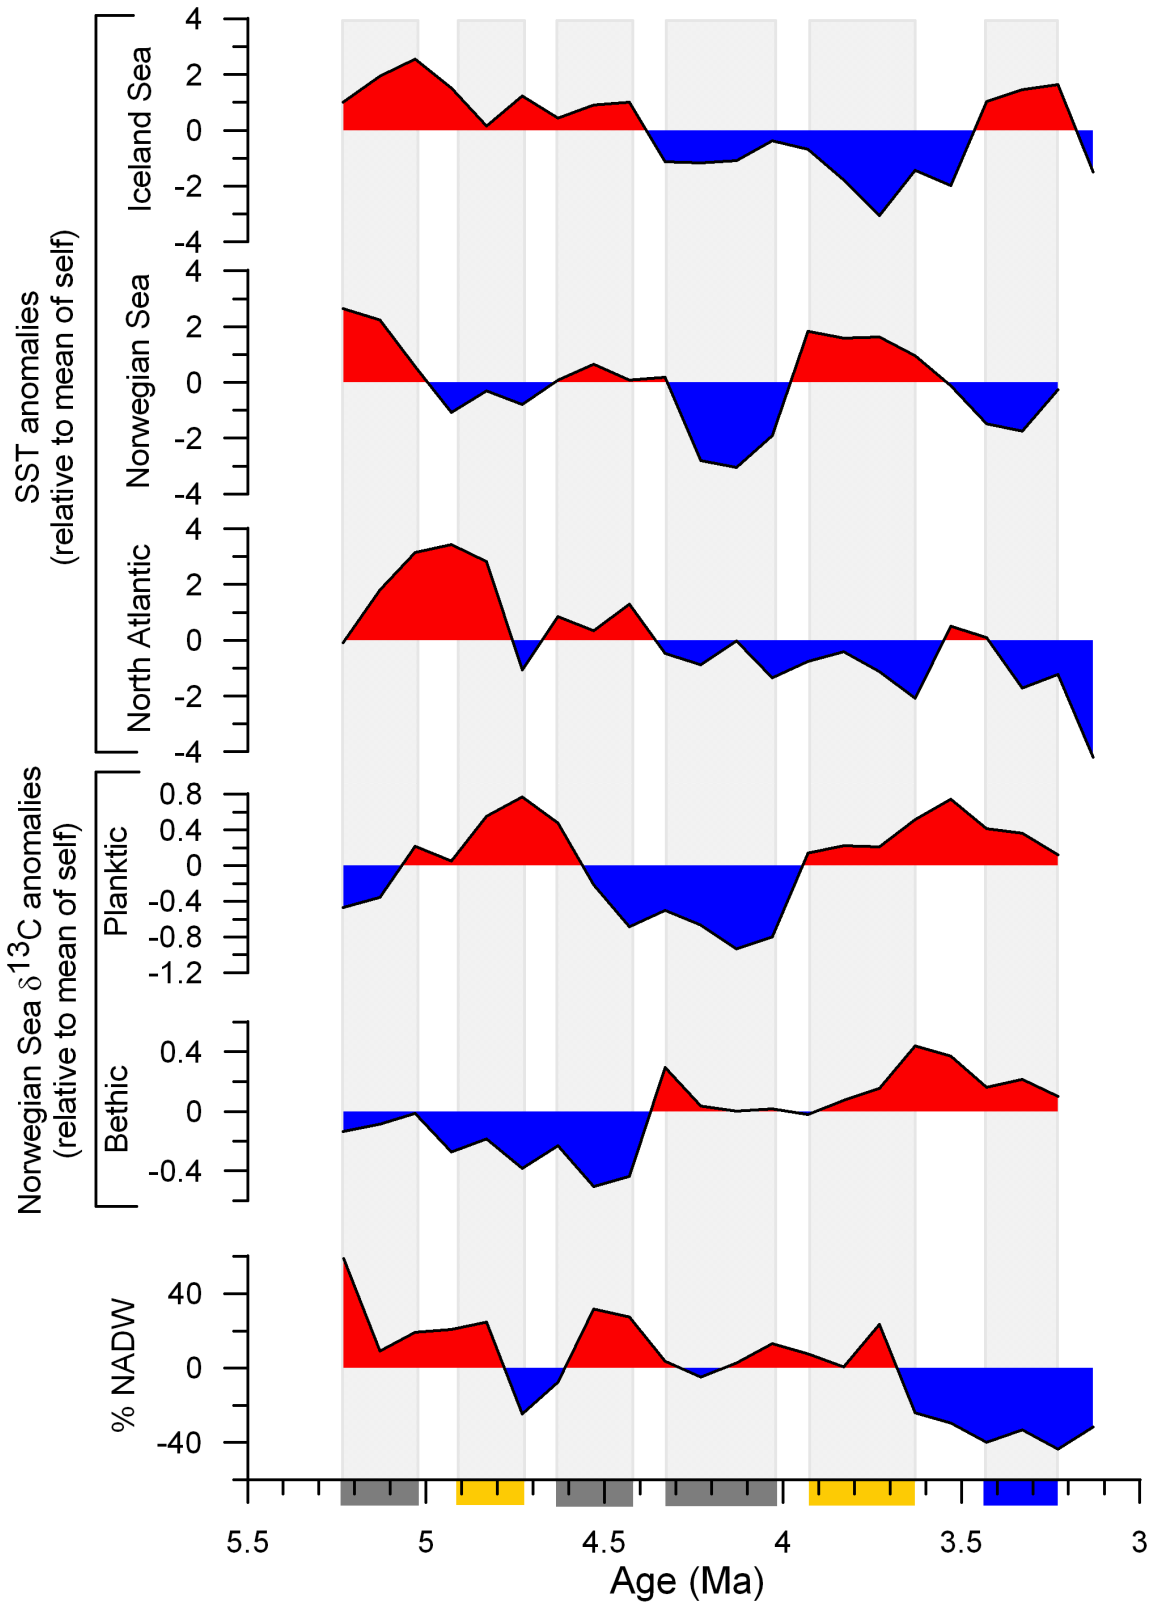 SST anomalies
(relative to mean of self)
Iceland Sea
4
2
0
-2
-4
Norwegian Sea
4
2
0
-2
-4
North Atlantic
4
2
0
-2
-4
Norwegian Sea δ13C anomalies
(relative to mean of self)
Planktic
0.8
0.4
0
-0.4
-0.8
-1.2
Bethic
0.4
0
-0.4
% NADW
40
0
-40
5.5 5 4.5 4 3.5 3
Age (Ma)